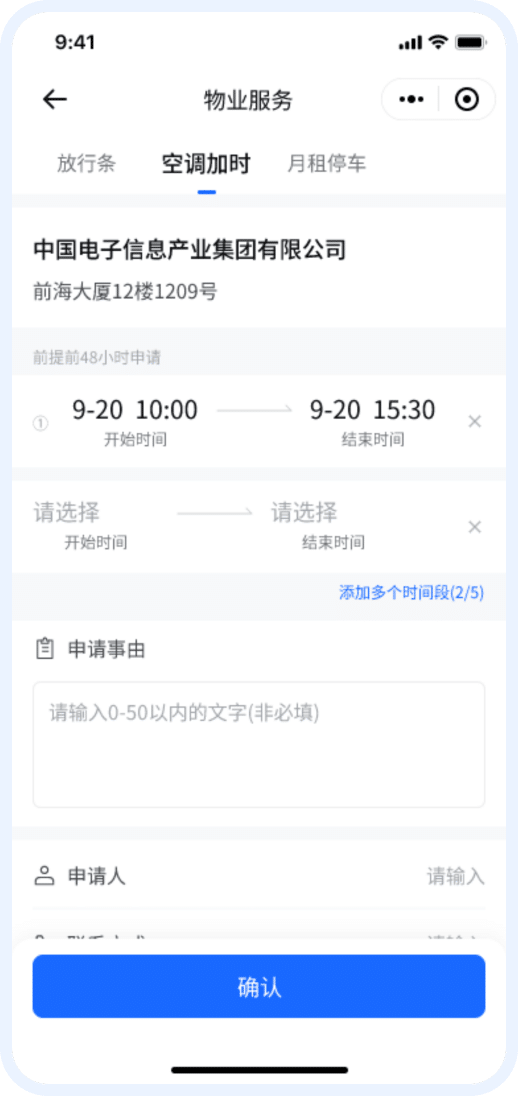 9:41
物业服务
放行条 空调加时 月租停车
中国电子信息产业集团有限公司
前海大厦12楼1209号
前提前48小时申请
① 9-20 10:00 9-20 15:30 ×
开始时间 结束时间
请选择 请选择 ×
开始时间 结束时间
添加多个时间段(2/5)
申请事由
请输入0-50以内的文字(非必填)
申请人 请输入
确认